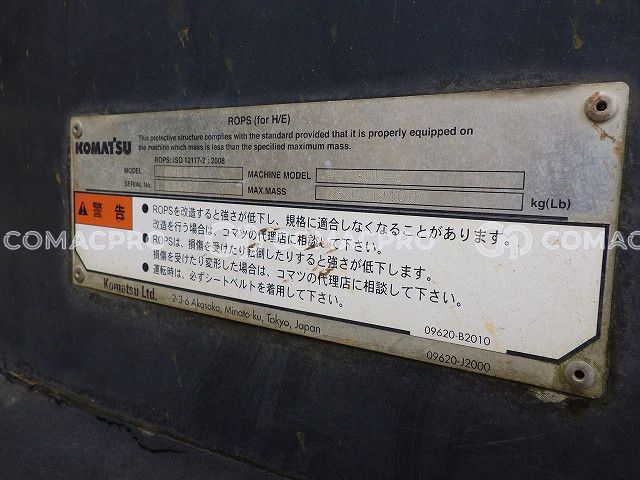 ROPS (for H/E)
KOMATSU
This protective structure complies with the standard provided that it is properly equipped on
the machine which mass is less than the specified maximum mass.
ROPS: ISO 12117-2 : 2008
MODEL
MACHINE MODEL
SERIAL No.
MAX.MASS
kg(Lb)
警告
● ROPSを改造すると強さが低下し、規格に適合しなくなることがあります。
改造を行う場合は、コマツの代理店に相談して下さい。
● ROPSは、損傷を受けたり転倒したりすると強さが低下します。
損傷を受けたり変形した場合は、コマツの代理店に相談して下さい。
● 運転時は、必ずシートベルトを着用して下さい。
09620-B2010
Komatsu Ltd.
2-3-6 Akasaka, Minato-ku, Tokyo, Japan
09620-J2000
COMACPRO
COMACPRO